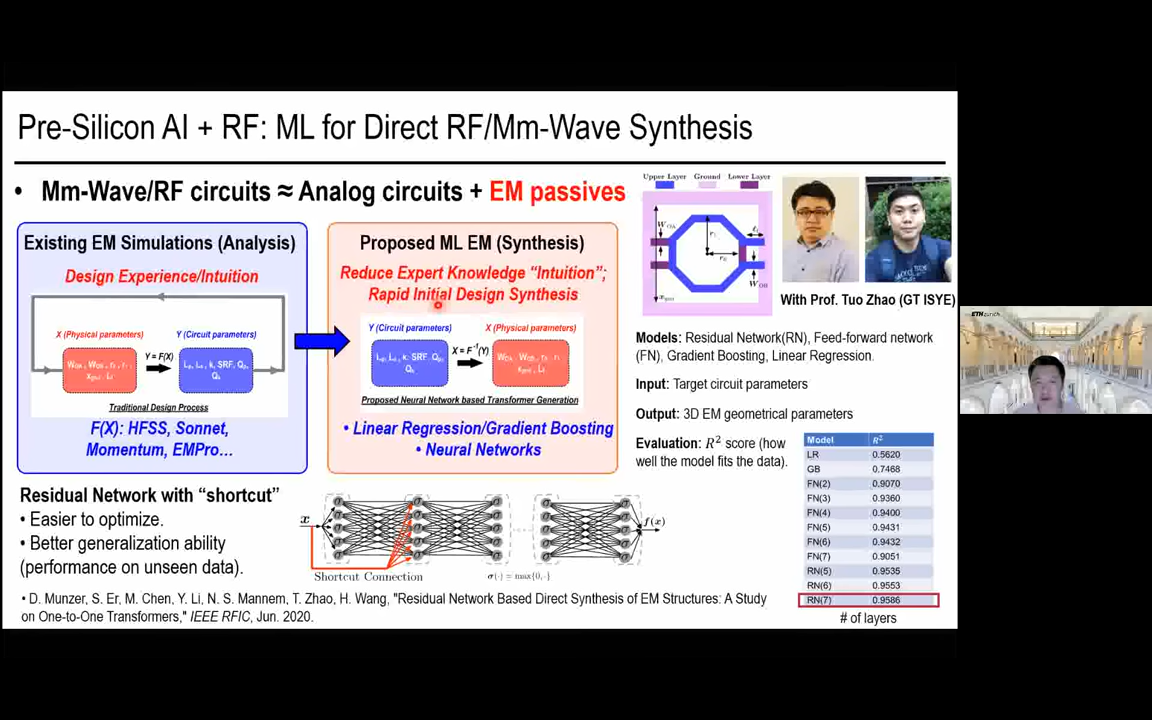 Pre-Silicon AI + RF: ML for Direct RF/Mm-Wave Synthesis
• Mm-Wave/RF circuits ≈ Analog circuits + EM passives
Existing EM Simulations (Analysis)
Design Experience/Intuition
X (Physical parameters)
Y (Circuit parameters)
Y = F(X)
Traditional Design Process
F(X): HFSS, Sonnet,
Momentum, EMPro…
Proposed ML EM (Synthesis)
Reduce Expert Knowledge “Intuition”;
Rapid Initial Design Synthesis
Y (Circuit parameters)
X (Physical parameters)
X = F⁻¹(Y)
Proposed Neural Network based Transformer Generation
• Linear Regression/Gradient Boosting
• Neural Networks
Upper Layer Ground Lower Layer
With Prof. Tuo Zhao (GT ISYE)
Models: Residual Network(RN), Feed-forward network
(FN), Gradient Boosting, Linear Regression.
Input: Target circuit parameters
Output: 3D EM geometrical parameters
Evaluation: R² score (how
well the model fits the data).
Model R²
LR 0.5620
GB 0.7468
FN(2) 0.9070
FN(3) 0.9360
FN(4) 0.9400
FN(5) 0.9431
FN(6) 0.9432
FN(7) 0.9051
RN(5) 0.9535
RN(6) 0.9553
RN(7) 0.9586
# of layers
Residual Network with “shortcut”
• Easier to optimize.
• Better generalization ability
(performance on unseen data).
x
f(x)
Shortcut Connection
σ(·) = max{0,·}
• D. Munzer, S. Er, M. Chen, Y. Li, N. S. Mannem, T. Zhao, H. Wang, "Residual Network Based Direct Synthesis of EM Structures: A Study
on One-to-One Transformers," IEEE RFIC, Jun. 2020.
ETH zürich